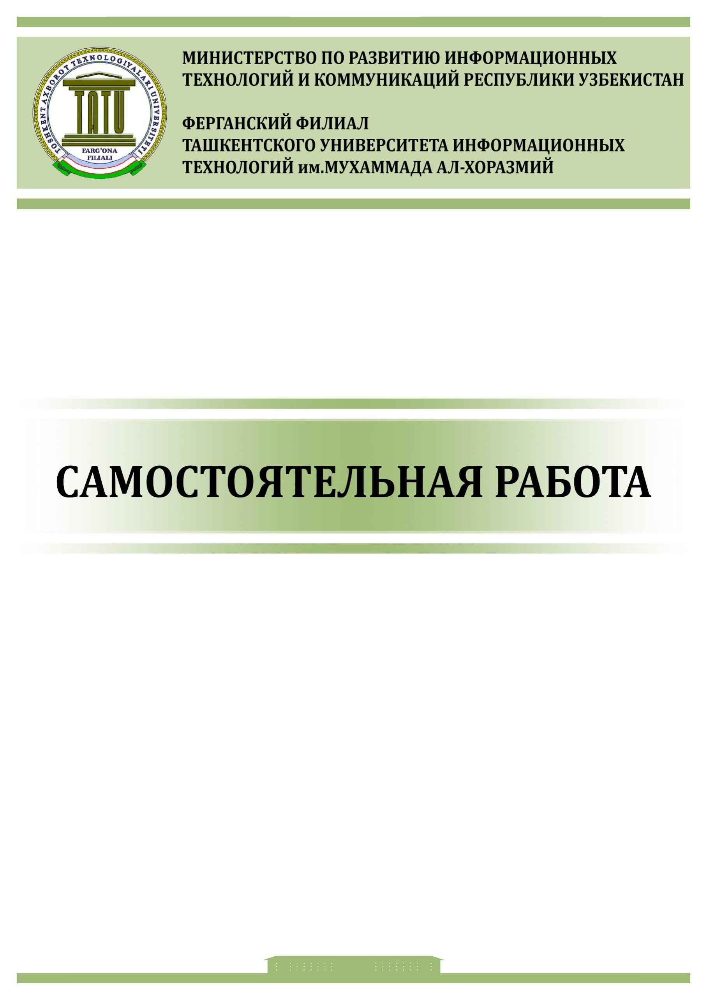 МИНИСТЕРСТВО ПО РАЗВИТИЮ ИНФОРМАЦИОННЫХ
ТЕХНОЛОГИЙ И КОММУНИКАЦИЙ РЕСПУБЛИКИ УЗБЕКИСТАН
ФЕРГАНСКИЙ ФИЛИАЛ
ТАШКЕНТСКОГО УНИВЕРСИТЕТА ИНФОРМАЦИОННЫХ
ТЕХНОЛОГИЙ им.МУХАММАДА АЛ-ХОРАЗМИЙ
TOSHKENT AXBOROT TEXNOLOGIYALARI UNIVERSITETI
TATU
FARG‘ONA
FILIALI
САМОСТОЯТЕЛЬНАЯ РАБОТА